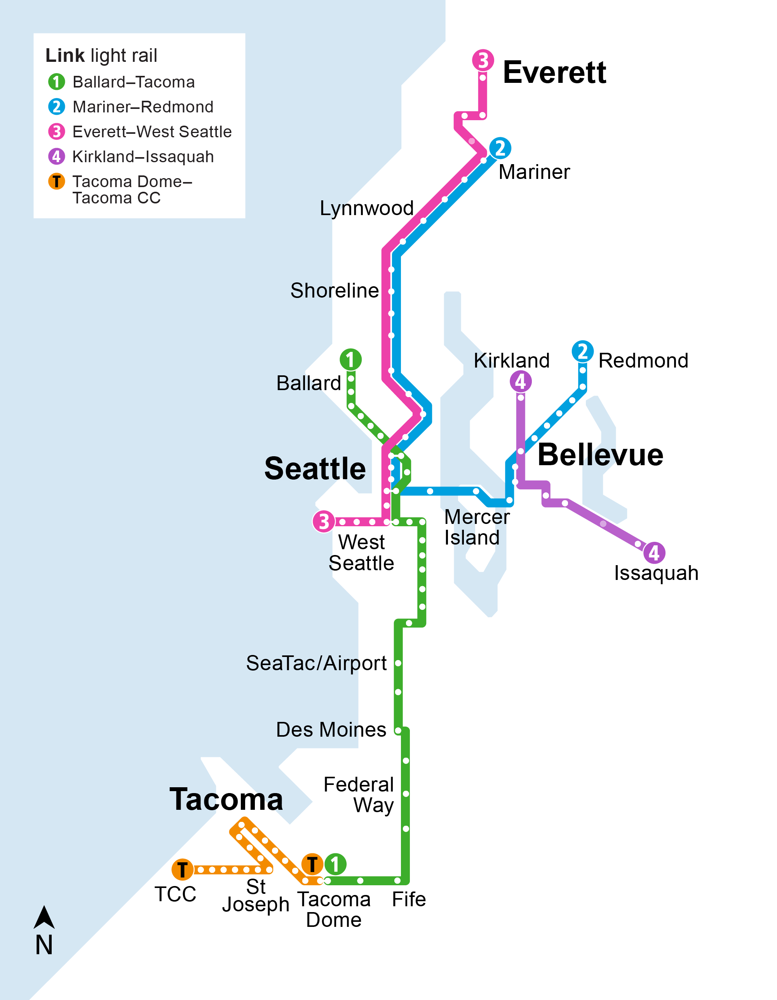 Link light rail
1 Ballard–Tacoma
2 Mariner–Redmond
3 Everett–West Seattle
4 Kirkland–Issaquah
T Tacoma Dome–
Tacoma CC
3
Everett
2
Mariner
Lynnwood
Shoreline
1
Ballard
Kirkland
4
2
Redmond
Seattle
Bellevue
3
West
Seattle
Mercer
Island
4
Issaquah
SeaTac/Airport
Des Moines
Federal
Way
Tacoma
T
TCC
St
Joseph
T
1
Tacoma
Dome
Fife
N